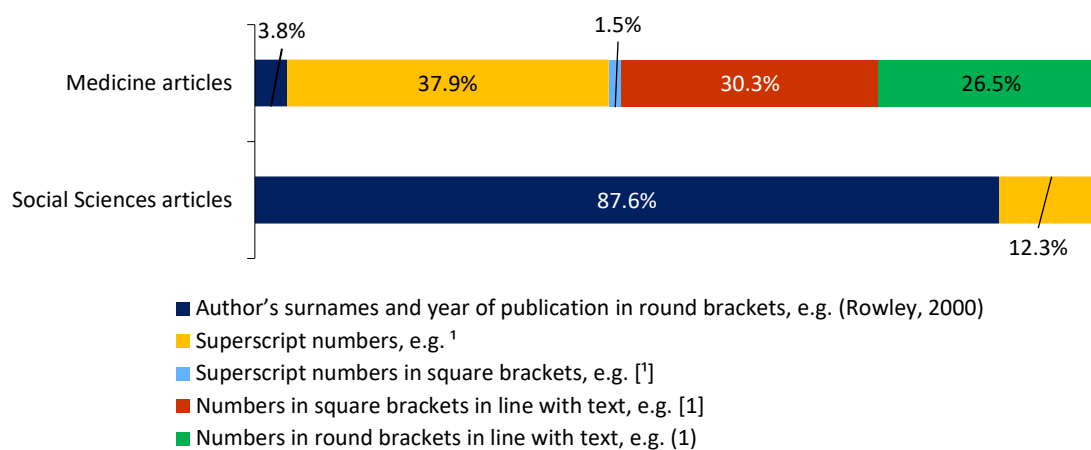 3.8%
1.5%
Medicine articles
37.9%
30.3%
26.5%
Social Sciences articles
87.6%
12.3%
Author’s surnames and year of publication in round brackets, e.g. (Rowley, 2000)
Superscript numbers, e.g. ¹
Superscript numbers in square brackets, e.g. [¹]
Numbers in square brackets in line with text, e.g. [1]
Numbers in round brackets in line with text, e.g. (1)